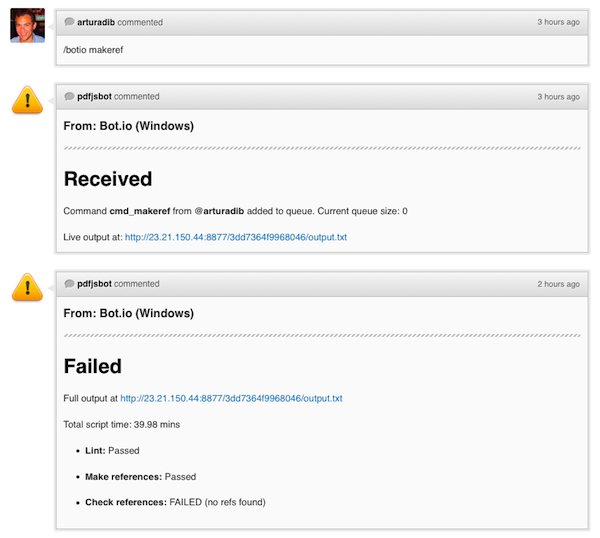 arturadib commented 3 hours ago
/botio makeref
pdfjsbot commented 3 hours ago
From: Bot.io (Windows)
Received
Command cmd_makeref from @arturadib added to queue. Current queue size: 0
Live output at: http://23.21.150.44:8877/3dd7364f9968046/output.txt
pdfjsbot commented 2 hours ago
From: Bot.io (Windows)
Failed
Full output at http://23.21.150.44:8877/3dd7364f9968046/output.txt
Total script time: 39.98 mins
• Lint: Passed
• Make references: Passed
• Check references: FAILED (no refs found)